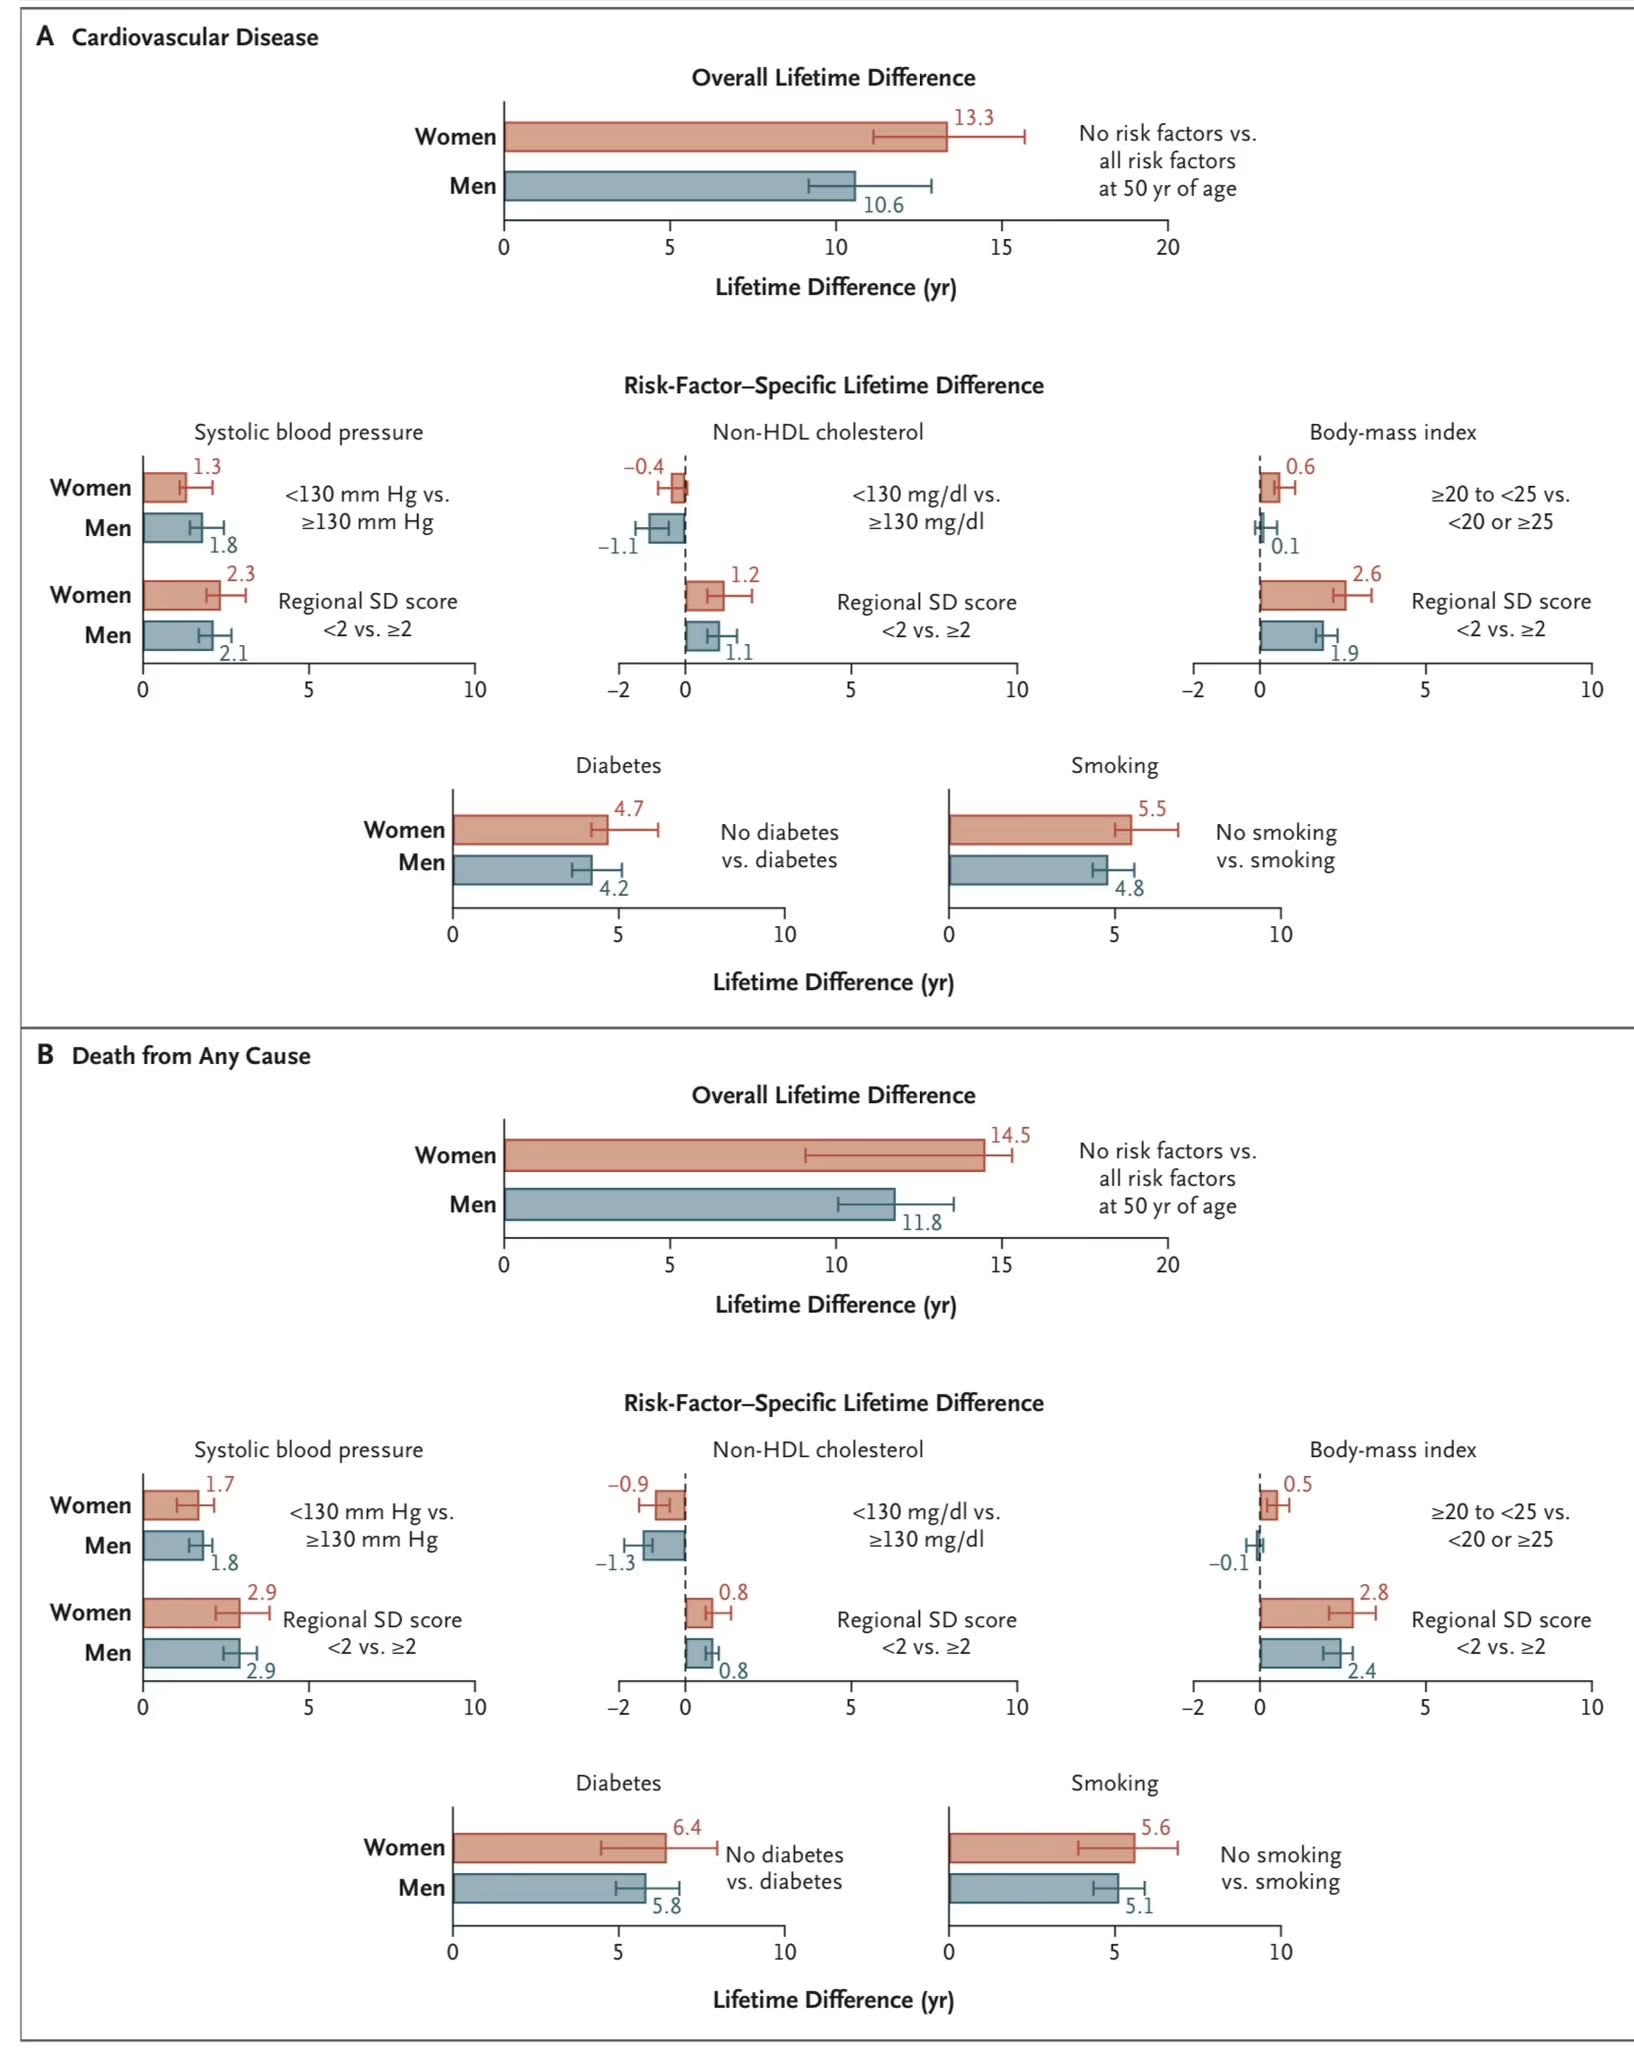 A Cardiovascular Disease
Overall Lifetime Difference
Women
13.3
Men
10.6
No risk factors vs.
all risk factors
at 50 yr of age
0 5 10 15 20
Lifetime Difference (yr)
Risk-Factor–Specific Lifetime Difference
Systolic blood pressure
Women
1.3
Men
1.8
<130 mm Hg vs.
≥130 mm Hg
Women
2.3
Men
2.1
Regional SD score
<2 vs. ≥2
0 5 10
Non-HDL cholesterol
–0.4
–1.1
<130 mg/dl vs.
≥130 mg/dl
1.2
1.1
Regional SD score
<2 vs. ≥2
–2 0 5 10
Body-mass index
0.6
0.1
≥20 to <25 vs.
<20 or ≥25
2.6
1.9
Regional SD score
<2 vs. ≥2
–2 0 5 10
Diabetes
Women
4.7
Men
4.2
No diabetes
vs. diabetes
0 5 10
Smoking
5.5
4.8
No smoking
vs. smoking
0 5 10
Lifetime Difference (yr)
B Death from Any Cause
Overall Lifetime Difference
Women
14.5
Men
11.8
No risk factors vs.
all risk factors
at 50 yr of age
0 5 10 15 20
Lifetime Difference (yr)
Risk-Factor–Specific Lifetime Difference
Systolic blood pressure
Women
1.7
Men
1.8
<130 mm Hg vs.
≥130 mm Hg
Women
2.9
Men
2.9
Regional SD score
<2 vs. ≥2
0 5 10
Non-HDL cholesterol
–0.9
–1.3
<130 mg/dl vs.
≥130 mg/dl
0.8
0.8
Regional SD score
<2 vs. ≥2
–2 0 5 10
Body-mass index
0.5
–0.1
≥20 to <25 vs.
<20 or ≥25
2.8
2.4
Regional SD score
<2 vs. ≥2
–2 0 5 10
Diabetes
Women
6.4
Men
5.8
No diabetes
vs. diabetes
0 5 10
Smoking
5.6
5.1
No smoking
vs. smoking
0 5 10
Lifetime Difference (yr)